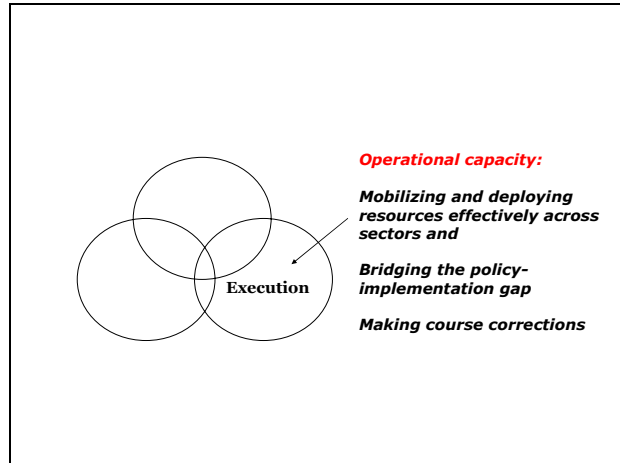 Operational capacity:
Mobilizing and deploying
resources effectively across
sectors and
Bridging the policy-
implementation gap
Making course corrections
Execution